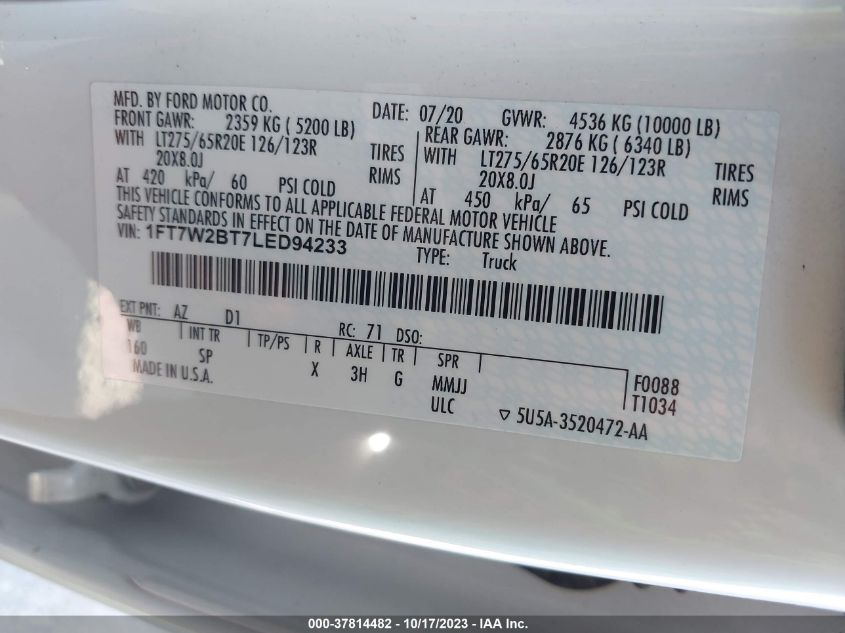 MFD. BY FORD MOTOR CO. DATE: 07/20 GVWR: 4536 KG (10000 LB)
FRONT GAWR: 2359 KG ( 5200 LB) REAR GAWR: 2876 KG ( 6340 LB)
WITH LT275/65R20E 126/123R TIRES WITH LT275/65R20E 126/123R TIRES
20X8.0J RIMS 20X8.0J RIMS
AT 420 kPa/ 60 PSI COLD AT 450 kPa/ 65 PSI COLD
THIS VEHICLE CONFORMS TO ALL APPLICABLE FEDERAL MOTOR VEHICLE
SAFETY STANDARDS IN EFFECT ON THE DATE OF MANUFACTURE SHOWN ABOVE.
VIN: 1FT7W2BT7LED94233 TYPE: Truck
EXT PNT: AZ D1 RC: 71 DSO:
WB INT TR TP/PS R AXLE TR SPR
160 SP X 3H G MMJJ F0088
MADE IN U.S.A. ULC T1034
5U5A-3520472-AA
000-37814482 - 10/17/2023 - IAA Inc.